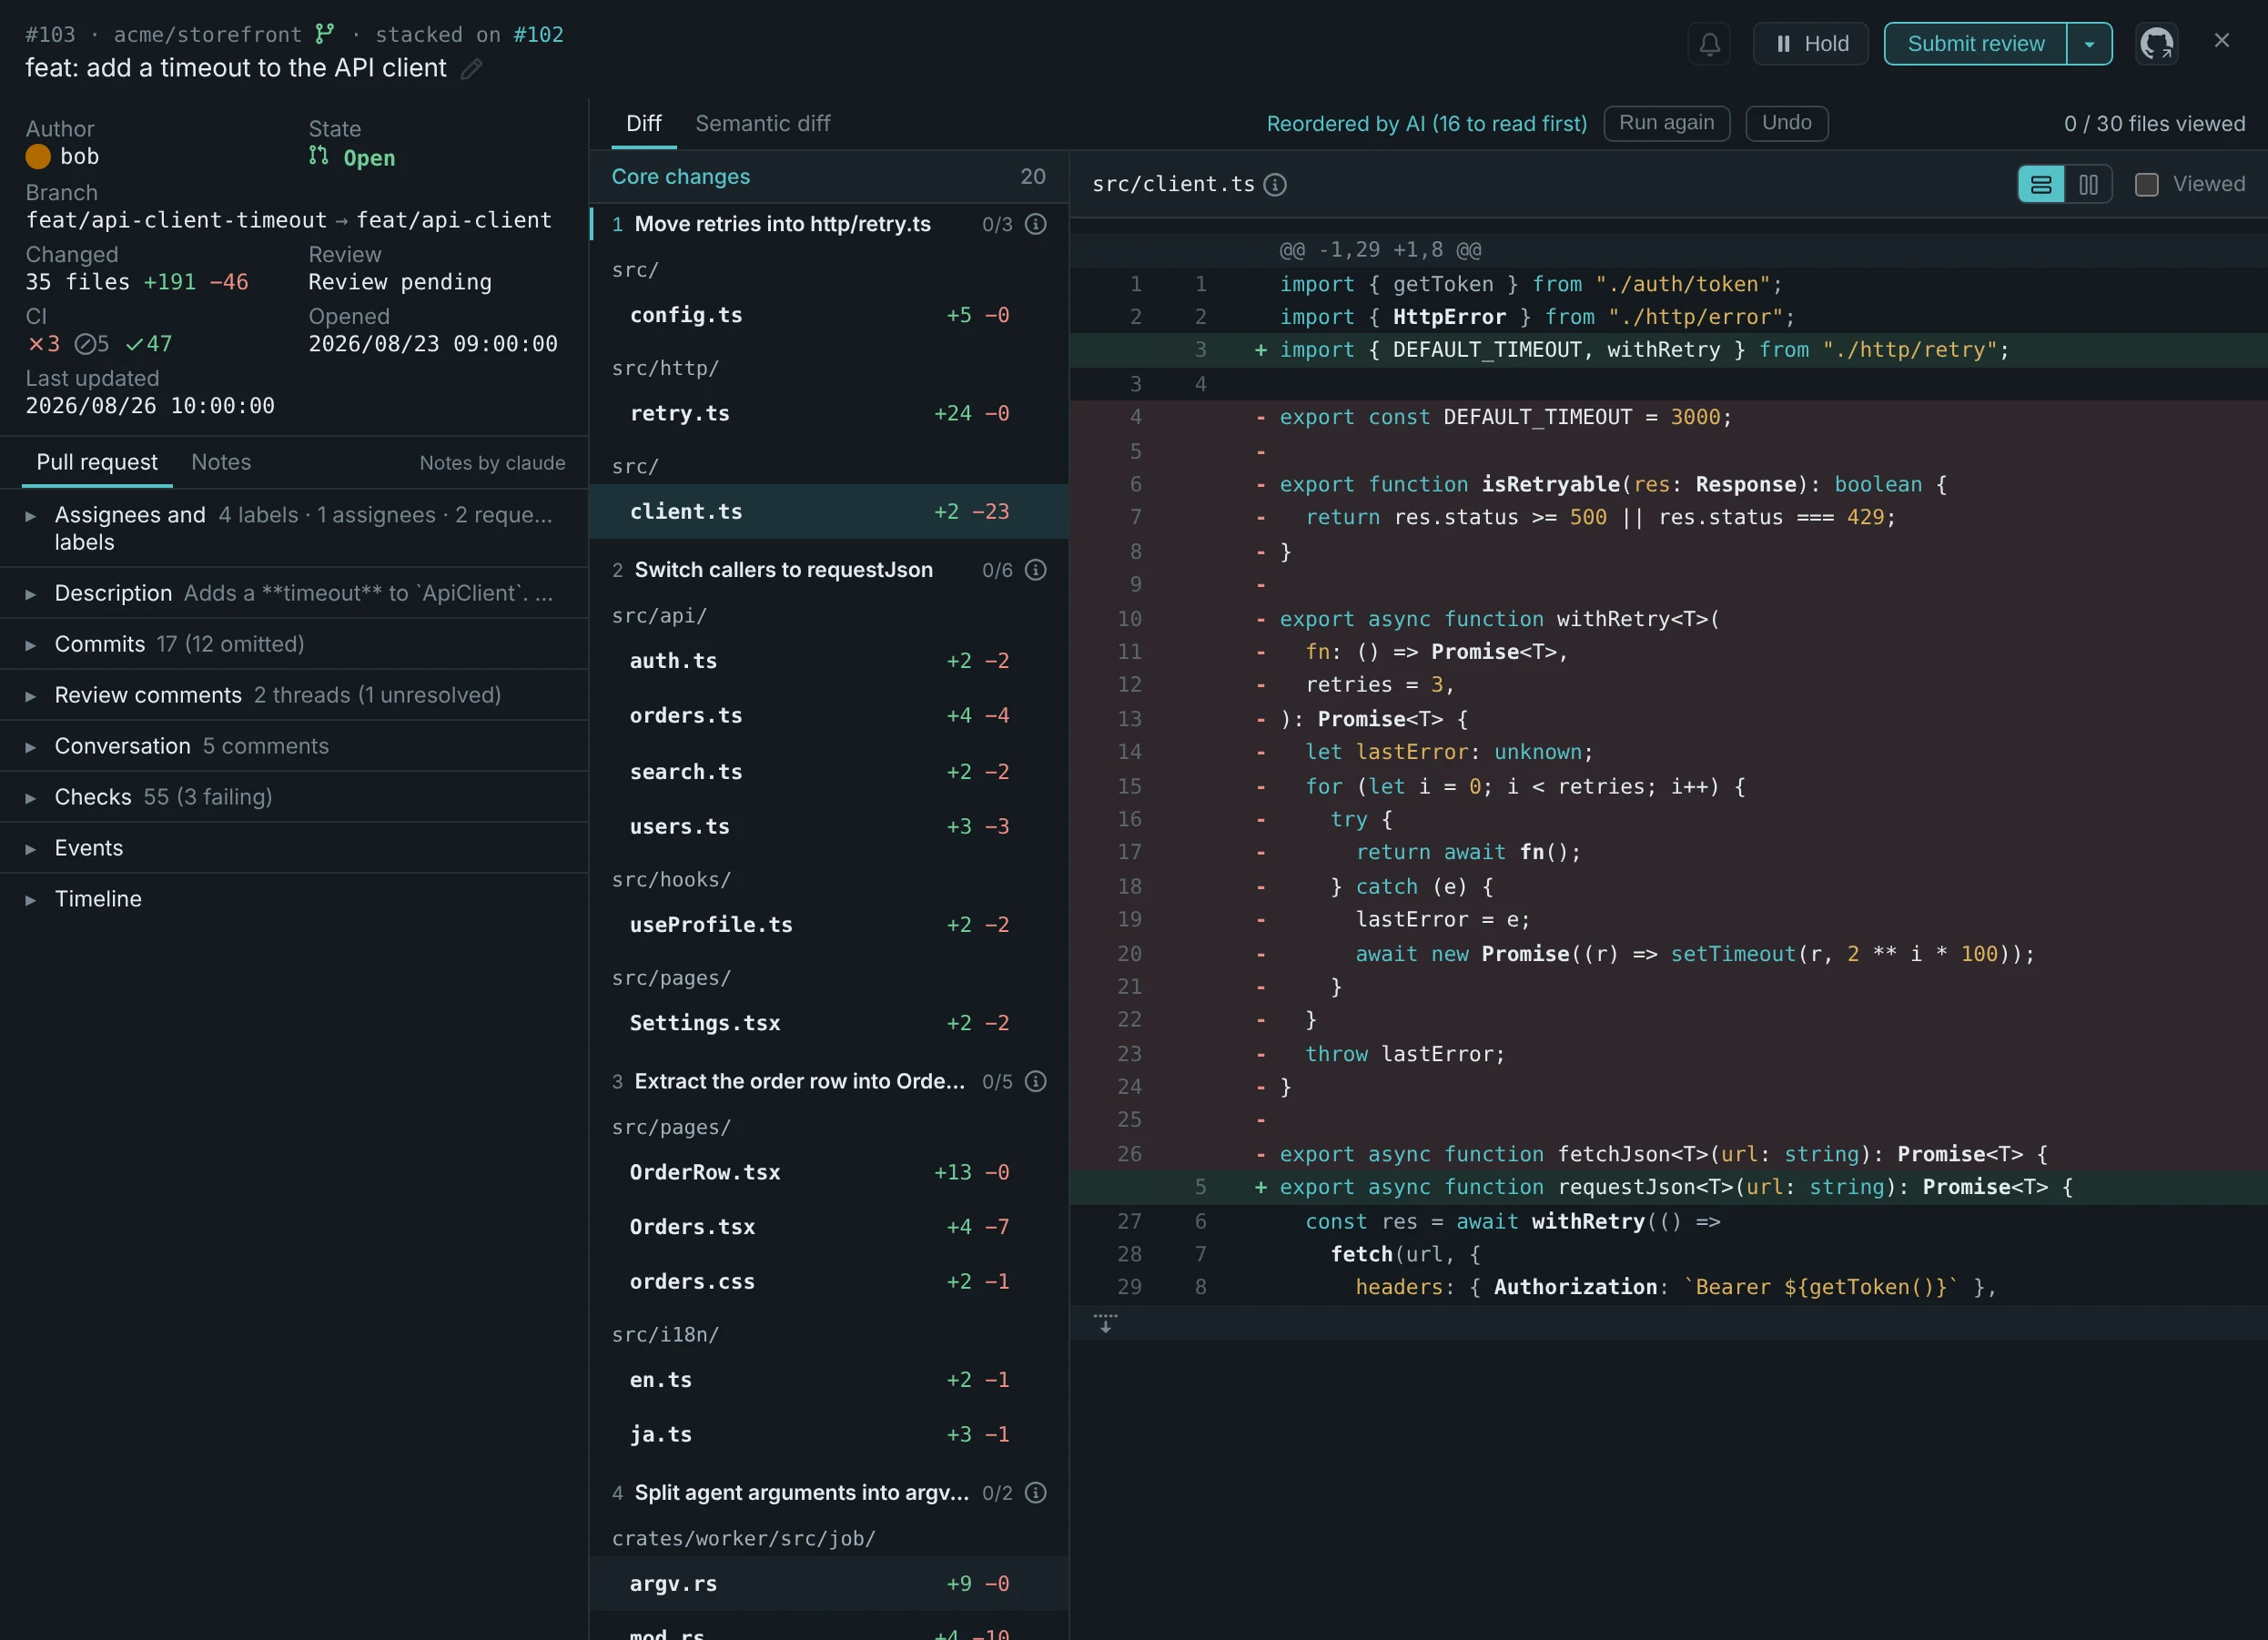 #103 · acme/storefront · stacked on #102
feat: add a timeout to the API client
Hold
Submit review
Author
bob
State
Open
Branch
feat/api-client-timeout → feat/api-client
Changed
35 files +191 −46
Review
Review pending
CI
×3 5 ✓47
Opened
2026/08/23 09:00:00
Last updated
2026/08/26 10:00:00
Pull request
Notes
Notes by claude
Assignees and labels 4 labels · 1 assignees · 2 reque...
Description Adds a **timeout** to `ApiClient`. ...
Commits 17 (12 omitted)
Review comments 2 threads (1 unresolved)
Conversation 5 comments
Checks 55 (3 failing)
Events
Timeline
Diff
Semantic diff
Reordered by AI (16 to read first)
Run again
Undo
0 / 30 files viewed
Core changes 20
1 Move retries into http/retry.ts 0/3
src/
config.ts +5 −0
src/http/
retry.ts +24 −0
src/
client.ts +2 −23
2 Switch callers to requestJson 0/6
src/api/
auth.ts +2 −2
orders.ts +4 −4
search.ts +2 −2
users.ts +3 −3
src/hooks/
useProfile.ts +2 −2
src/pages/
Settings.tsx +2 −2
3 Extract the order row into Orde... 0/5
src/pages/
OrderRow.tsx +13 −0
Orders.tsx +4 −7
orders.css +2 −1
src/i18n/
en.ts +2 −1
ja.ts +3 −1
4 Split agent arguments into argv... 0/2
crates/worker/src/job/
argv.rs +9 −0
mod.rs +4 −10
src/client.ts
Viewed
@@ -1,29 +1,8 @@
1 1 import { getToken } from "./auth/token";
2 2 import { HttpError } from "./http/error";
3 + import { DEFAULT_TIMEOUT, withRetry } from "./http/retry";
3 4
4 - export const DEFAULT_TIMEOUT = 3000;
5 -
6 - export function isRetryable(res: Response): boolean {
7 - return res.status >= 500 || res.status === 429;
8 - }
9 -
10 - export async function withRetry<T>(
11 - fn: () => Promise<T>,
12 - retries = 3,
13 - ): Promise<T> {
14 - let lastError: unknown;
15 - for (let i = 0; i < retries; i++) {
16 - try {
17 - return await fn();
18 - } catch (e) {
19 - lastError = e;
20 - await new Promise((r) => setTimeout(r, 2 ** i * 100));
21 - }
22 - }
23 - throw lastError;
24 - }
25 -
26 - export async function fetchJson<T>(url: string): Promise<T> {
5 + export async function requestJson<T>(url: string): Promise<T> {
27 6 const res = await withRetry(() =>
28 7 fetch(url, {
29 8 headers: { Authorization: `Bearer ${getToken()}` },